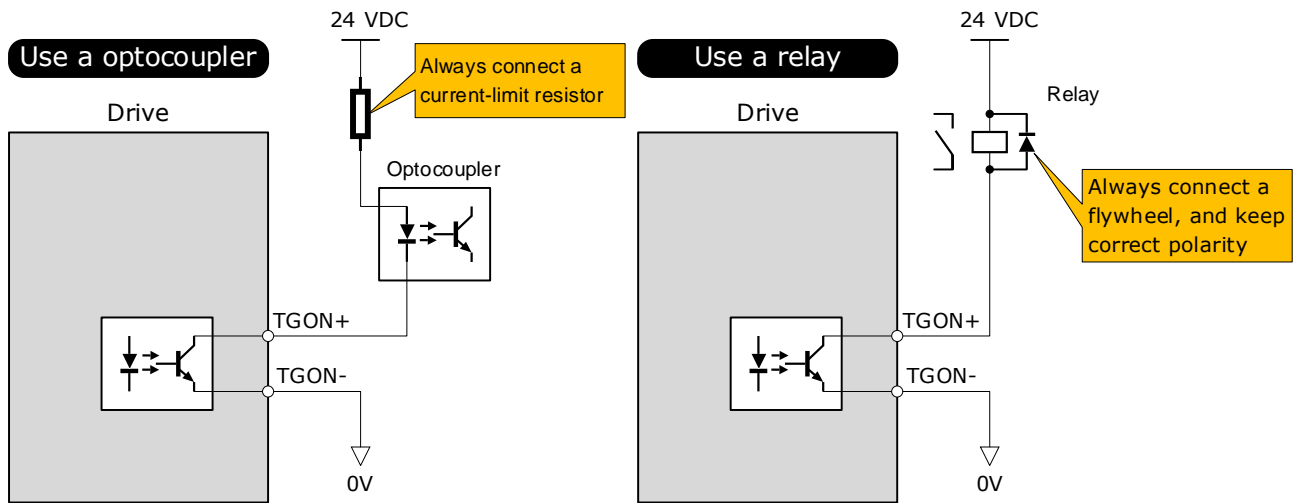 24 VDC
Use a optocoupler
Always connect a
current-limit resistor
Drive
Optocoupler
TGON+
TGON-
0V
24 VDC
Use a relay
Relay
Drive
Always connect a
flywheel, and keep
correct polarity
TGON+
TGON-
0V